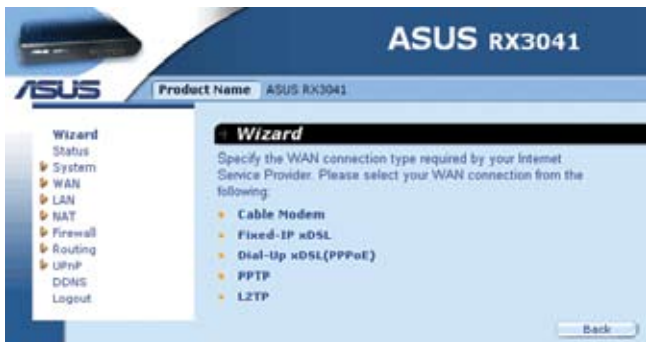 ASUS RX3041
ASUS
Product Name ASUS RX3041
Wizard
Status
System
WAN
LAN
NAT
Firewall
Routing
UPnP
DDNS
Logout
Wizard
Specify the WAN connection type required by your Internet
Service Provider. Please select your WAN connection from the
following:
Cable Modem
Fixed-IP xDSL
Dial-Up xDSL(PPPoE)
PPTP
L2TP
Back